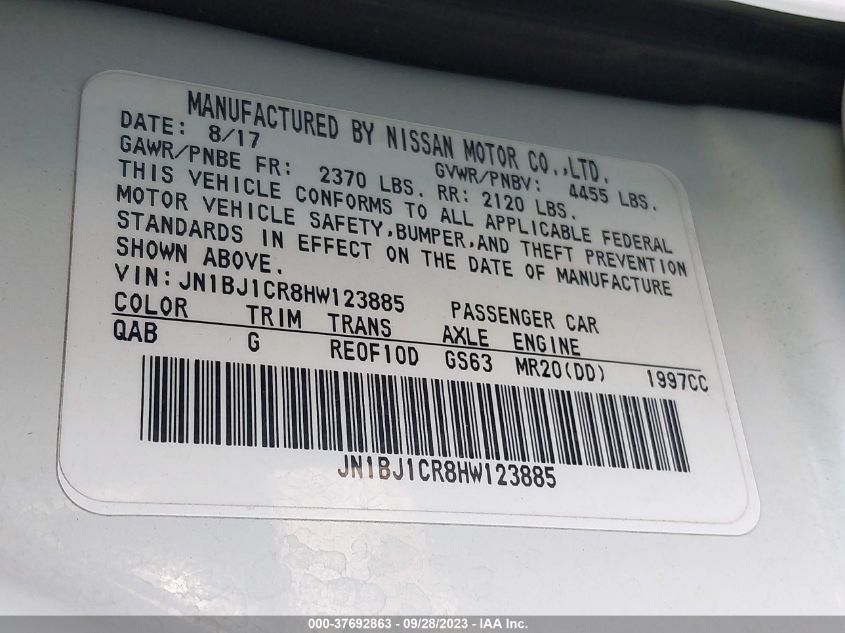 MANUFACTURED BY NISSAN MOTOR CO.,LTD.
DATE: 8/17 GVWR/PNBV: 4455 LBS.
GAWR/PNBE FR: 2370 LBS. RR: 2120 LBS.
THIS VEHICLE CONFORMS TO ALL APPLICABLE FEDERAL
MOTOR VEHICLE SAFETY,BUMPER,AND THEFT PREVENTION
STANDARDS IN EFFECT ON THE DATE OF MANUFACTURE
SHOWN ABOVE.
VIN:JN1BJ1CR8HW123885 PASSENGER CAR
COLOR TRIM TRANS AXLE ENGINE
QAB G RE0F10D GS63 MR20(DD) 1997CC
JN1BJ1CR8HW123885
000-37692863 - 09/28/2023 - IAA Inc.